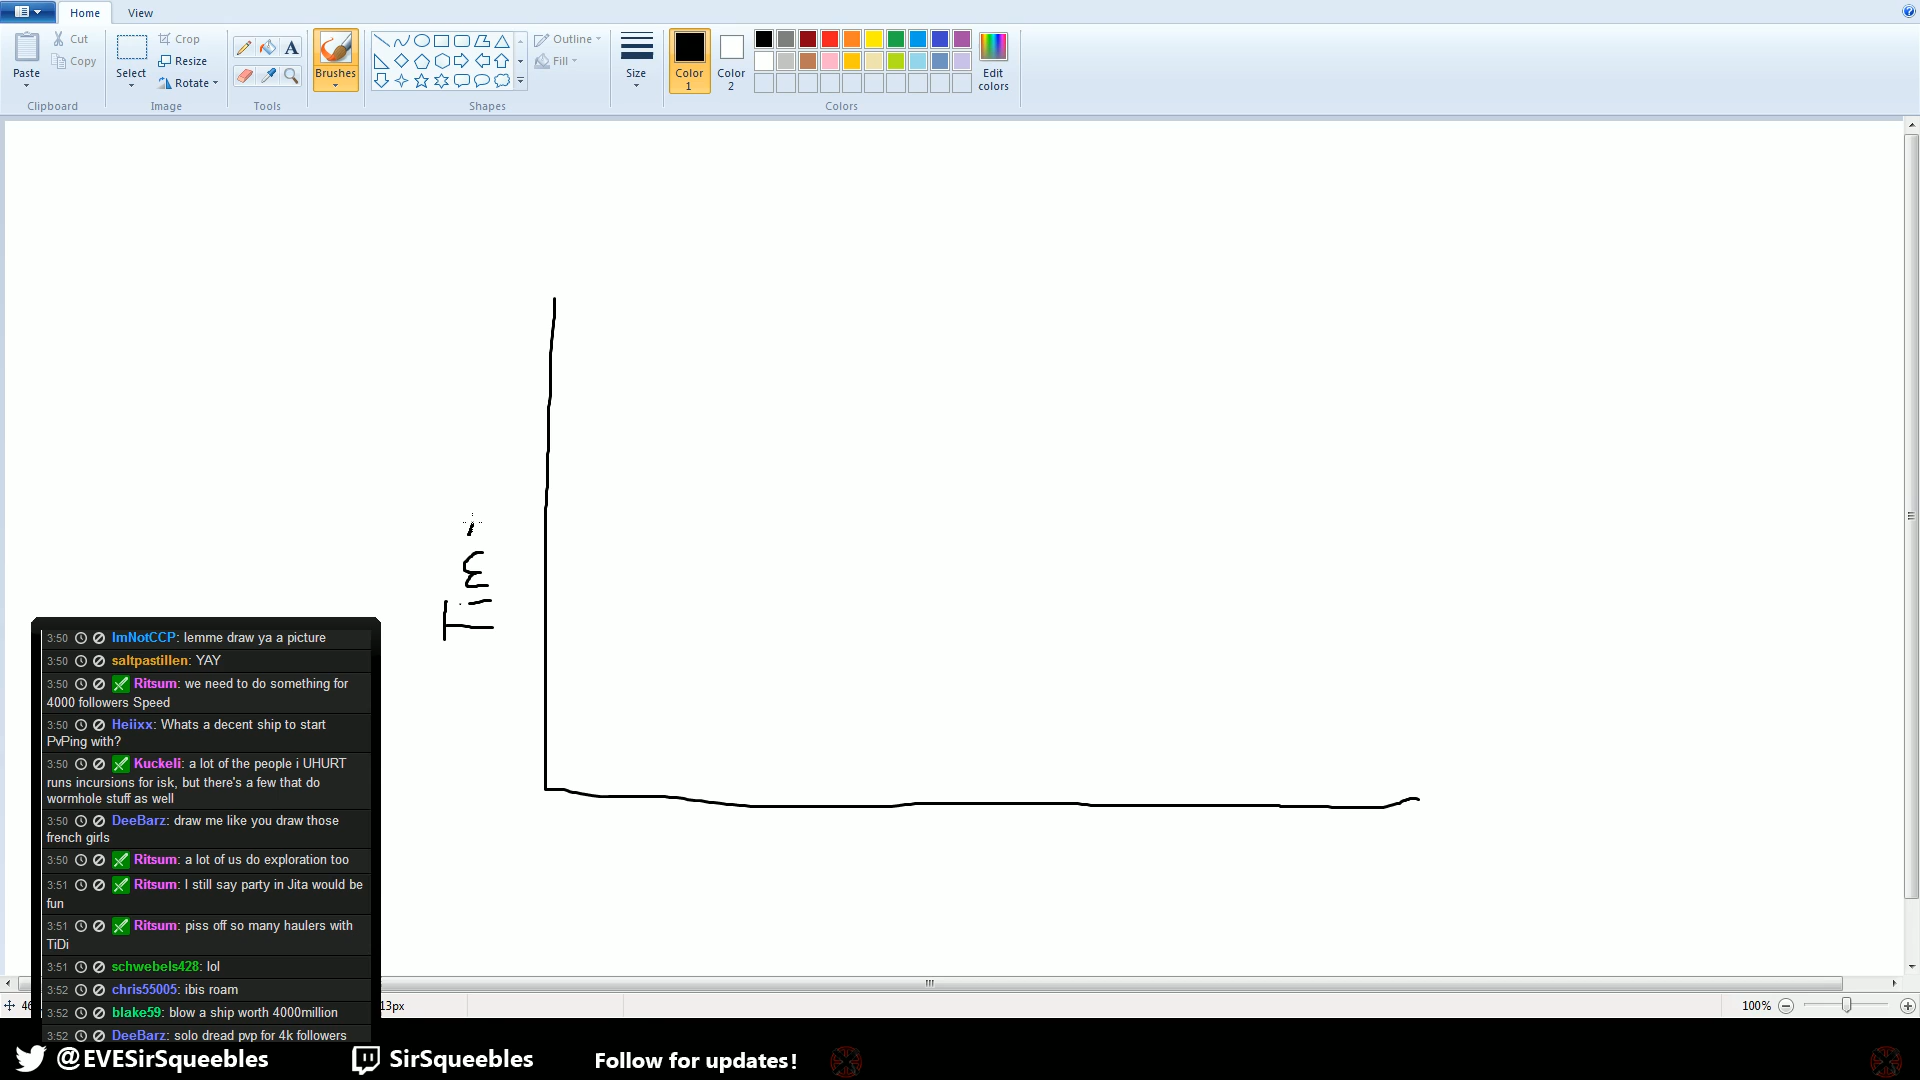 Home View
Paste
Cut
Copy
Clipboard
Select
Crop
Resize
Rotate
Image
A
Tools
Brushes
Shapes
Outline
Fill
Size
Color
1
Color
2
Edit
colors
Colors
3:50 ImNotCCP: lemme draw ya a picture
3:50 saltpastillen: YAY
3:50 Ritsum: we need to do something for
4000 followers Speed
3:50 Heiixx: Whats a decent ship to start
PvPing with?
3:50 Kuckeli: a lot of the people i UHURT
runs incursions for isk, but there's a few that do
wormhole stuff as well
3:50 DeeBarz: draw me like you draw those
french girls
3:50 Ritsum: a lot of us do exploration too
3:51 Ritsum: I still say party in Jita would be
fun
3:51 Ritsum: piss off so many haulers with
TiDi
3:51 schwebels428: lol
3:52 chris55005: ibis roam
3:52 blake59: blow a ship worth 4000million
3:52 DeeBarz: solo dread pvp for 4k followers
13px
100%
@EVESirSqueebles SirSqueebles Follow for updates!